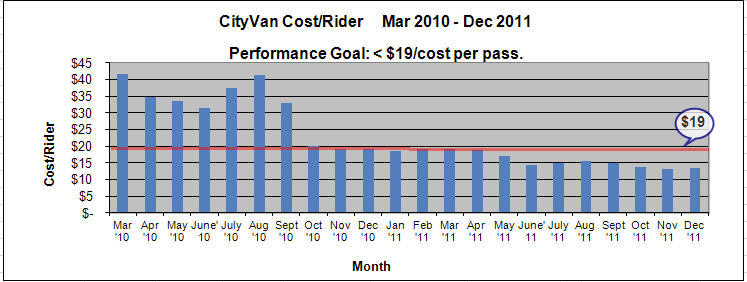 CityVan Cost/Rider Mar 2010 - Dec 2011
Performance Goal: < $19/cost per pass.
$45
$40
$35
$30
$25
$20
$15
$10
$5
$-
Cost/Rider
$19
Mar Apr May June' July Aug Sept Oct Nov Dec Jan Feb Mar Apr May June' July Aug Sept Oct Nov Dec
'10 '10 '10 10 '10 '10 '10 '10 '10 '10 '11 '11 '11 '11 '11 11 '11 '11 '11 '11 '11 '11
Month